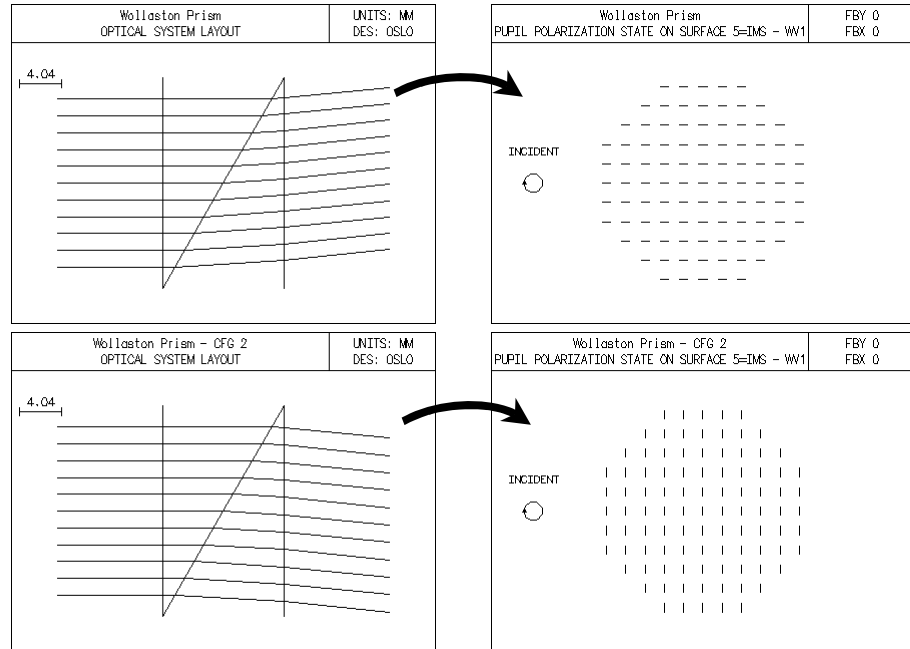 Wollaston Prism
OPTICAL SYSTEM LAYOUT
UNITS: MM
DES: OSLO
4.04
Wollaston Prism
PUPIL POLARIZATION STATE ON SURFACE 5=IMS - WV1
FBY 0
FBX 0
INCIDENT
Wollaston Prism - CFG 2
OPTICAL SYSTEM LAYOUT
UNITS: MM
DES: OSLO
4.04
Wollaston Prism - CFG 2
PUPIL POLARIZATION STATE ON SURFACE 5=IMS - WV1
FBY 0
FBX 0
INCIDENT